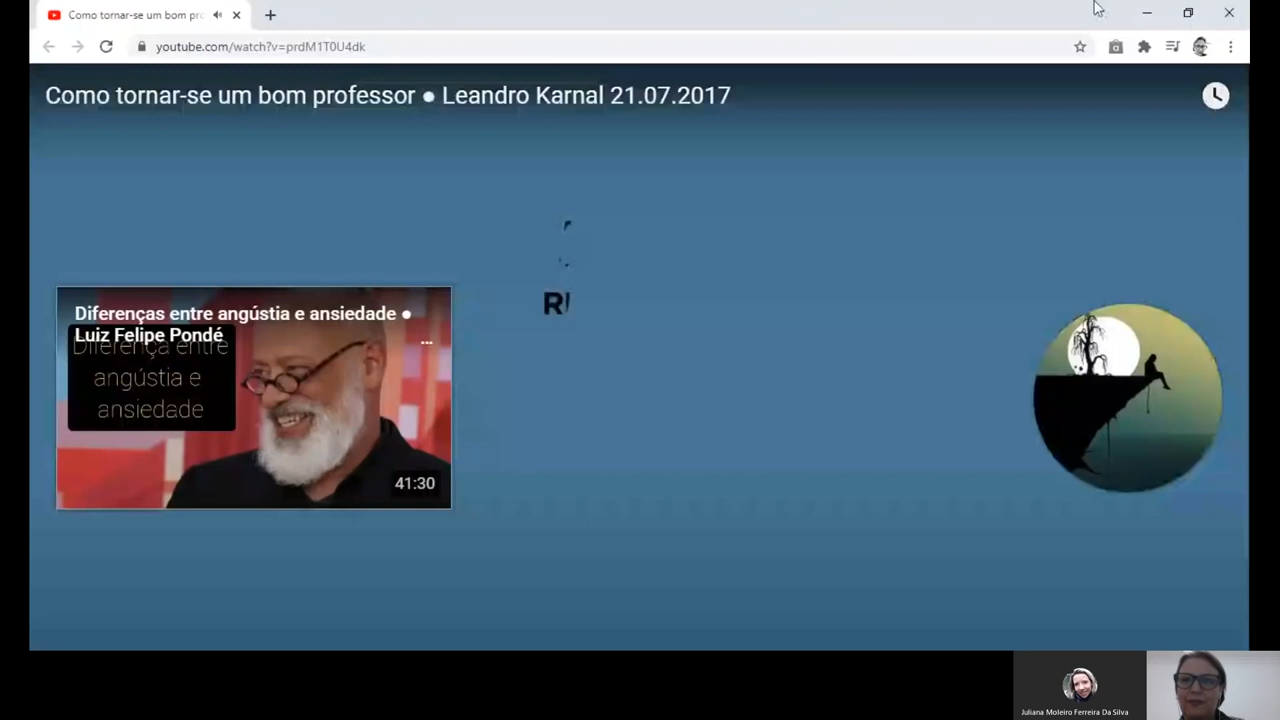 Como tornar-se um bom pro
youtube.com/watch?v=prdM1T0U4dk
Como tornar-se um bom professor ● Leandro Karnal 21.07.2017
Diferenças entre angústia e ansiedade ●
Luiz Felipe Pondé
Diferença entre
angústia e
ansiedade
41:30
Juliana Moleiro Ferreira Da Silva